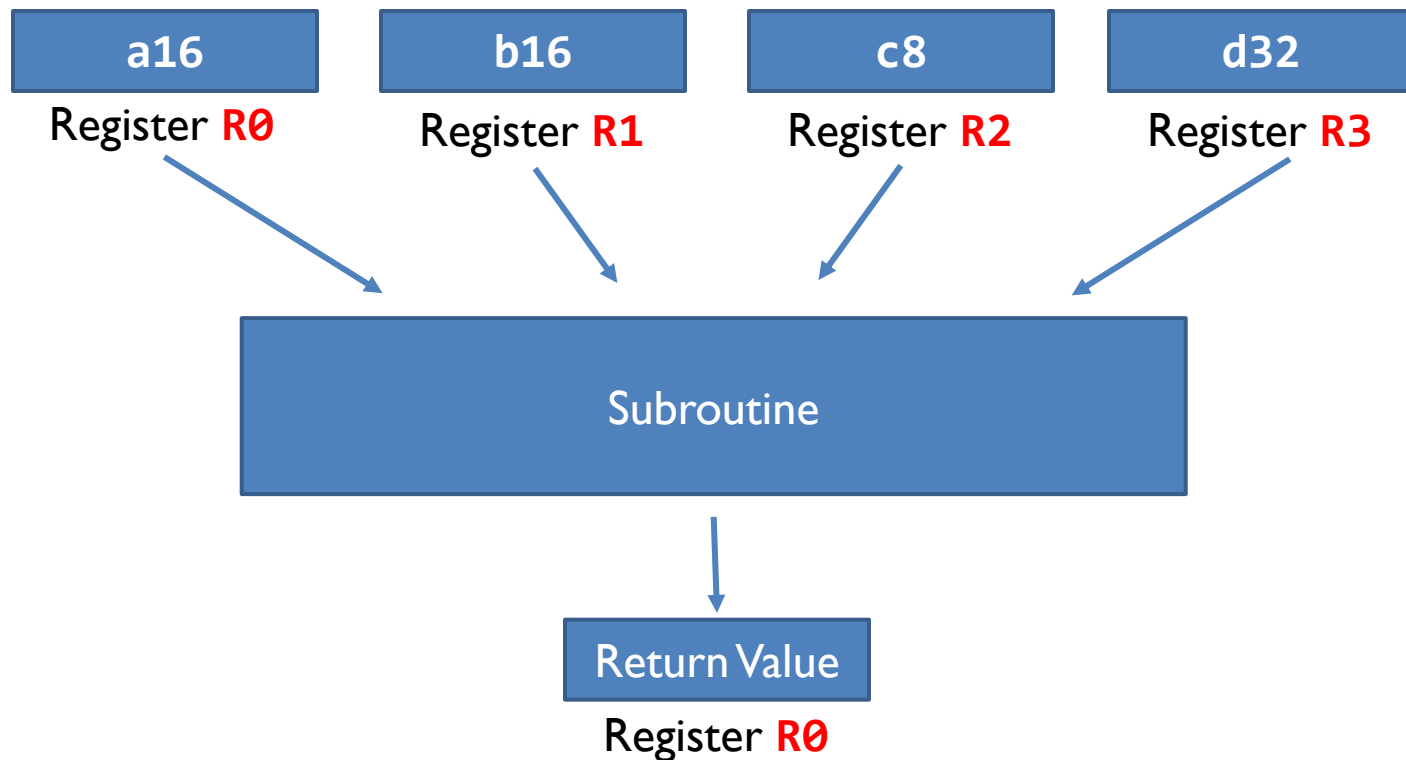 a16 b16 c8 d32
Register R0 Register R1 Register R2 Register R3
Subroutine
Return Value
Register R0